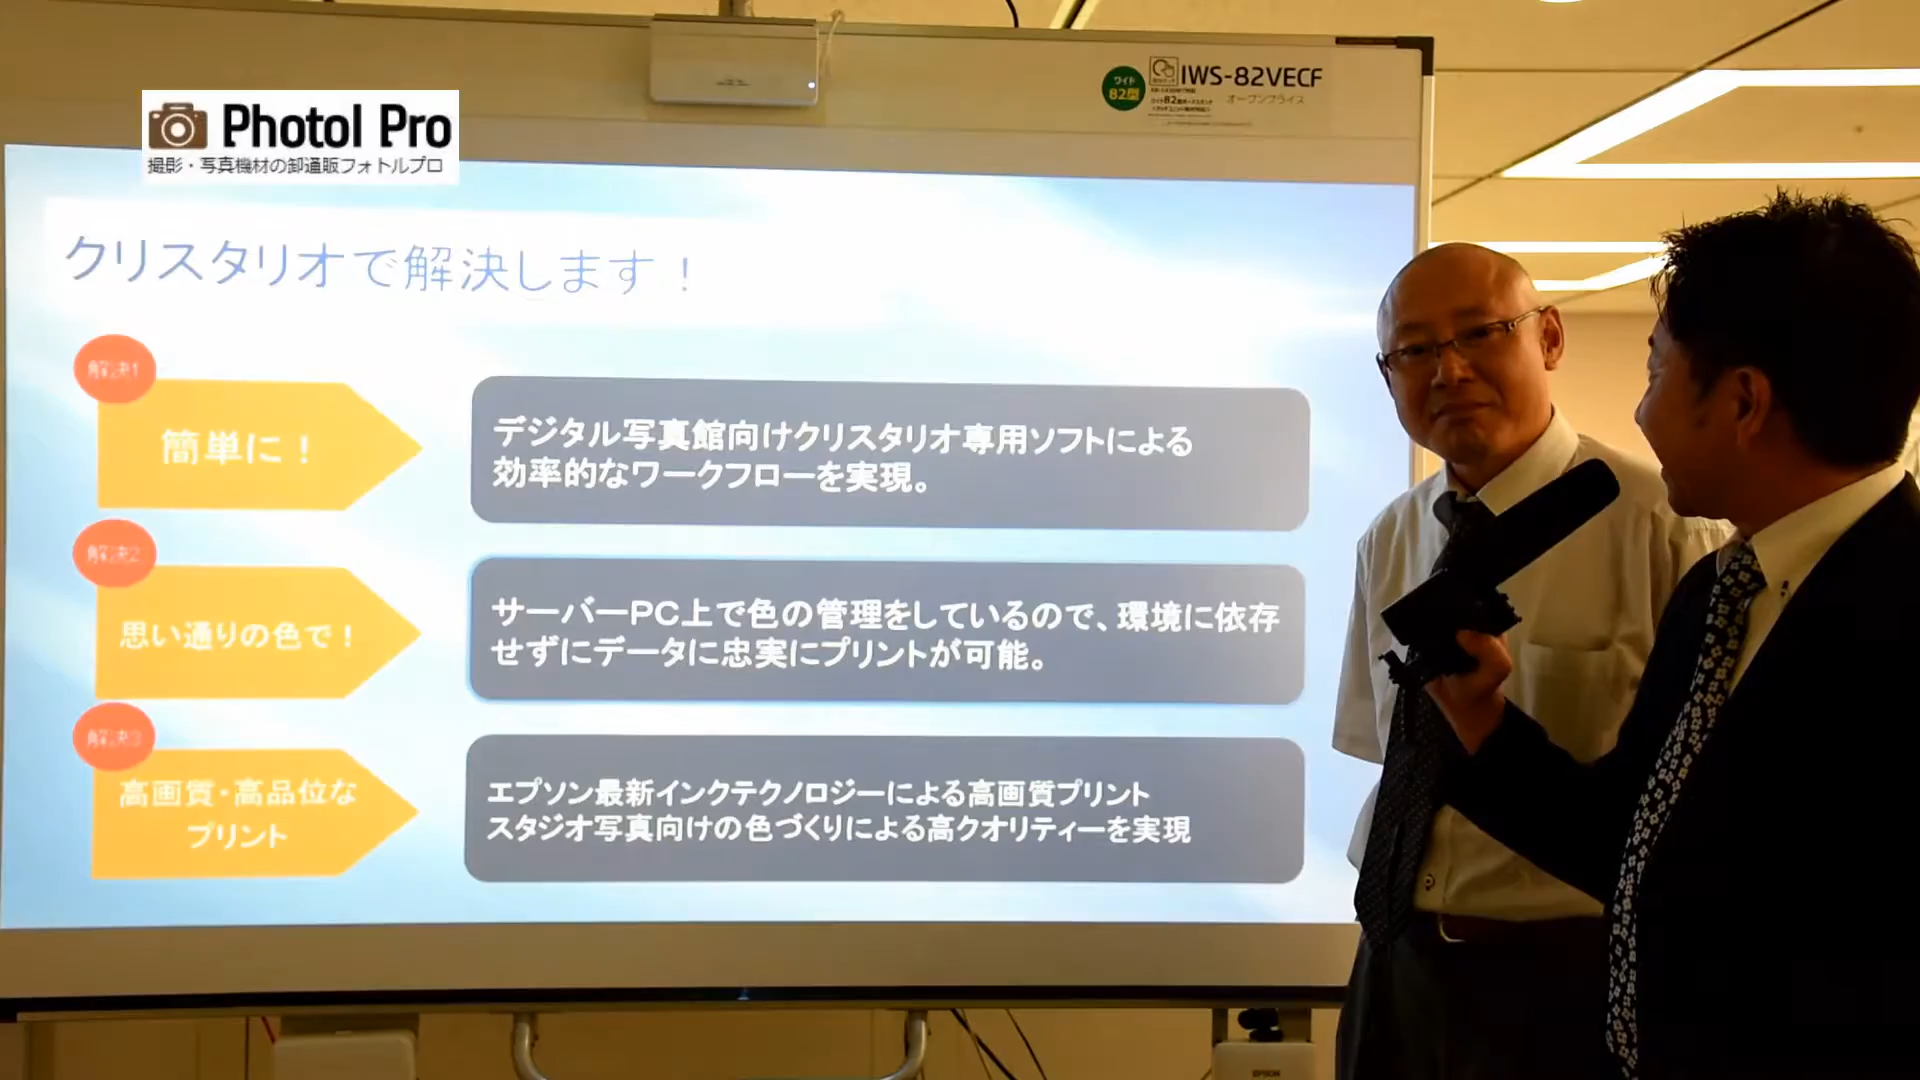 Photol Pro
撮影・写真機材の卸通販フォトルプロ
ワイド
82型
IWS-82VECF
オープンプライス
クリスタリオで解決します！
解決1
簡単に！
デジタル写真館向けクリスタリオ専用ソフトによる
効率的なワークフローを実現。
解決2
思い通りの色で！
サーバーPC上で色の管理をしているので、環境に依存
せずにデータに忠実にプリントが可能。
解決3
高画質・高品位な
プリント
エプソン最新インクテクノロジーによる高画質プリント
スタジオ写真向けの色づくりによる高クオリティーを実現
EPSON